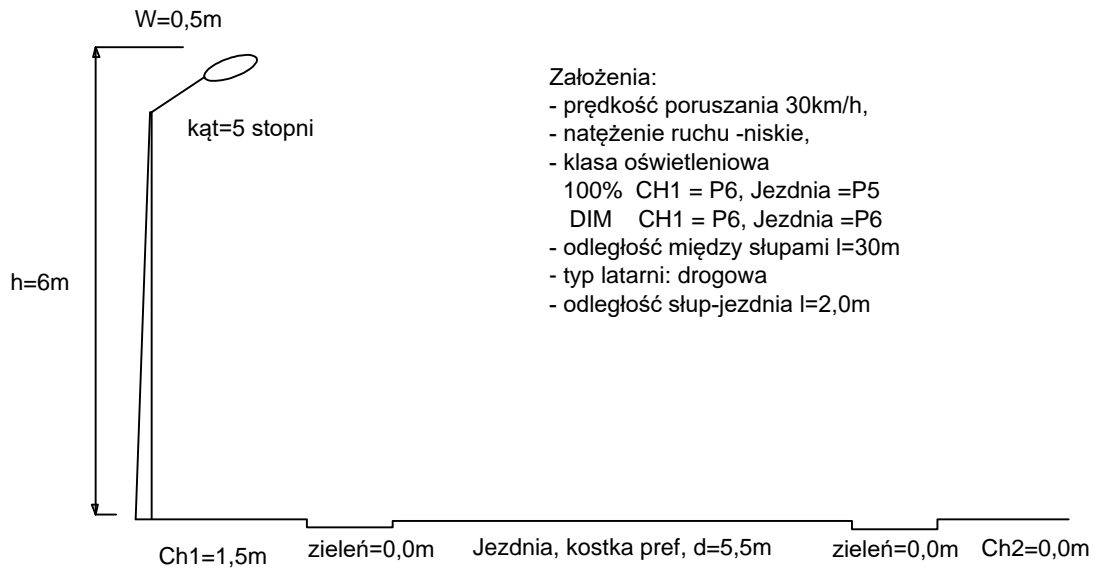 W=0,5m
kąt=5 stopni
h=6m
Założenia:
- prędkość poruszania 30km/h,
- natężenie ruchu -niskie,
- klasa oświetleniowa
100% CH1 = P6, Jezdnia =P5
DIM CH1 = P6, Jezdnia =P6
- odległość między słupami l=30m
- typ latarni: drogowa
- odległość słup-jezdnia l=2,0m
Ch1=1,5m
zieleń=0,0m
Jezdnia, kostka pref, d=5,5m
zieleń=0,0m
Ch2=0,0m